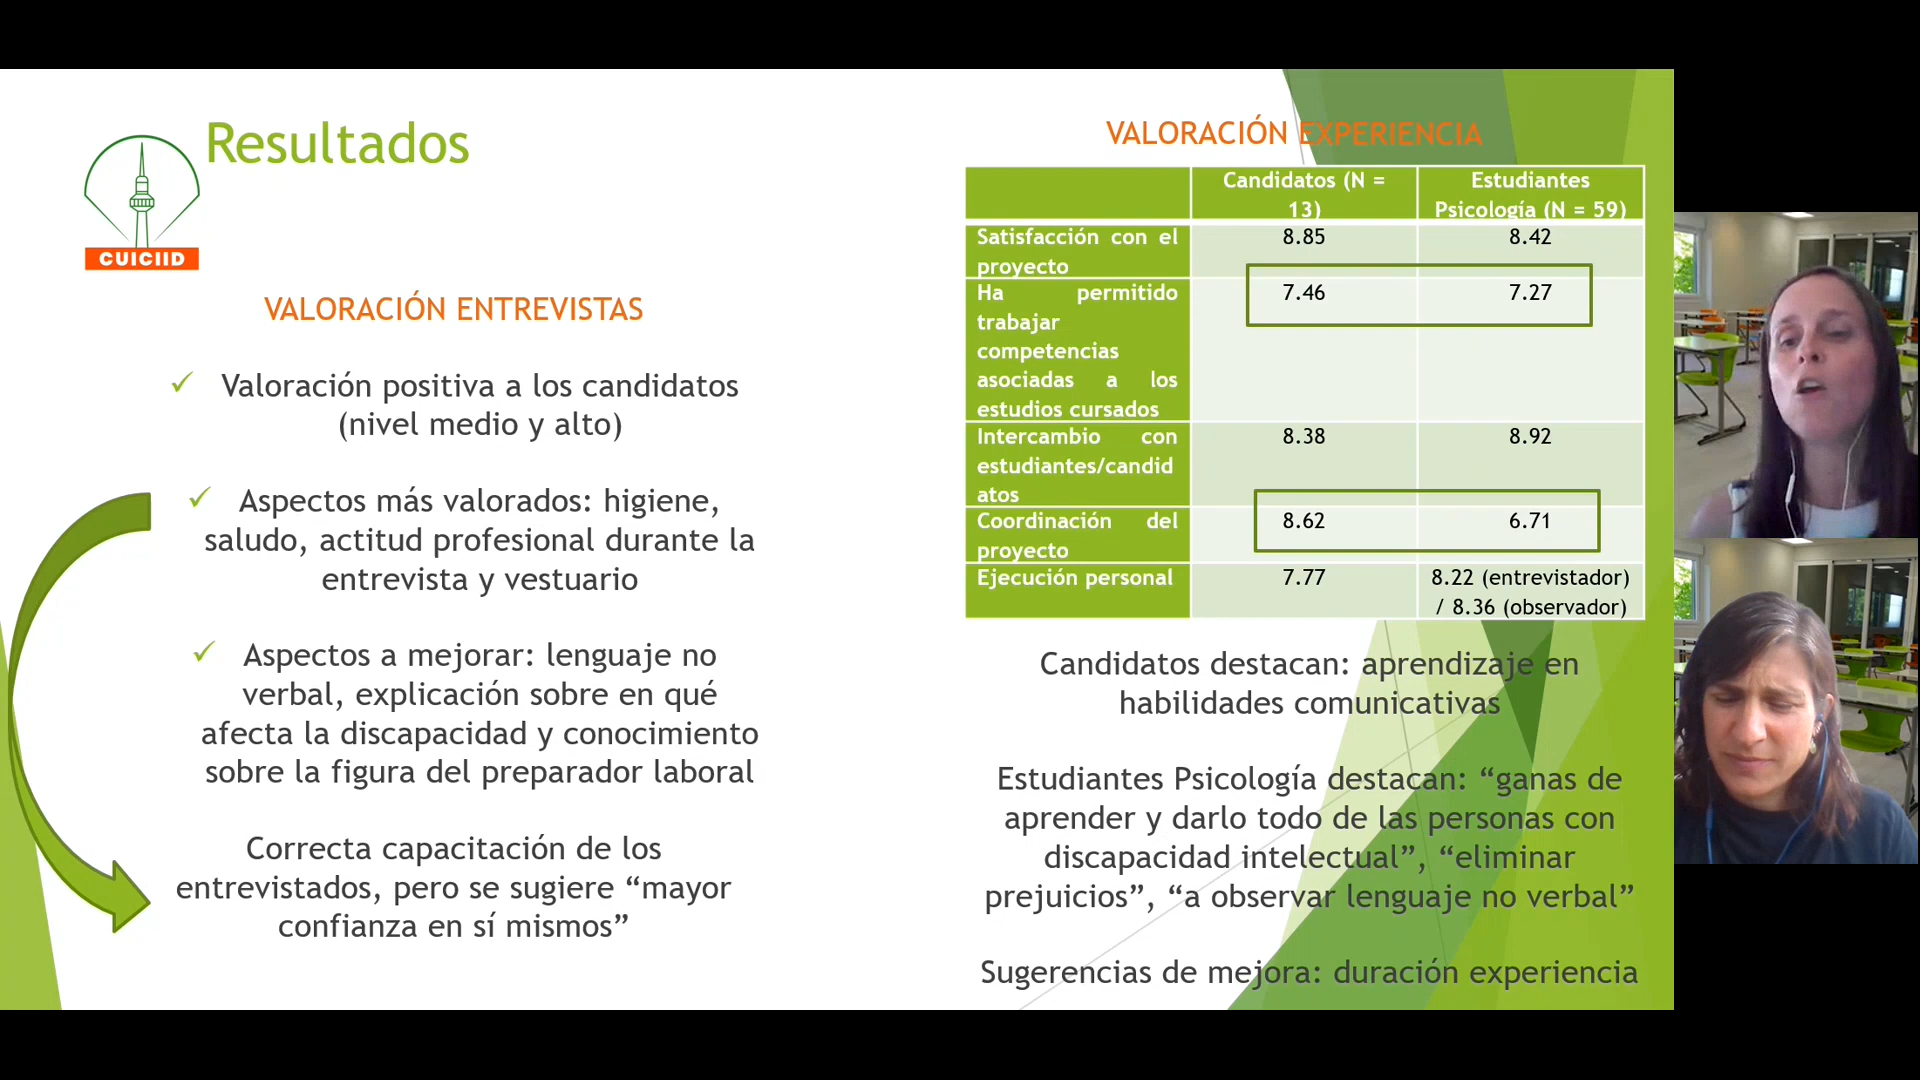 Resultados
CUICIID
VALORACIÓN ENTREVISTAS
✓ Valoración positiva a los candidatos
(nivel medio y alto)
✓ Aspectos más valorados: higiene,
saludo, actitud profesional durante la
entrevista y vestuario
✓ Aspectos a mejorar: lenguaje no
verbal, explicación sobre en qué
afecta la discapacidad y conocimiento
sobre la figura del preparador laboral
Correcta capacitación de los
entrevistados, pero se sugiere “mayor
confianza en sí mismos”
VALORACIÓN EXPERIENCIA
Candidatos (N =
13)
Estudiantes
Psicología (N = 59)
Satisfacción con el
proyecto
8.85
8.42
Ha permitido
trabajar
competencias
asociadas a los
estudios cursados
7.46
7.27
Intercambio con
estudiantes/candid
atos
8.38
8.92
Coordinación del
proyecto
8.62
6.71
Ejecución personal
7.77
8.22 (entrevistador)
/ 8.36 (observador)
Candidatos destacan: aprendizaje en
habilidades comunicativas
Estudiantes Psicología destacan: “ganas de
aprender y darlo todo de las personas con
discapacidad intelectual”, “eliminar
prejuicios”, “a observar lenguaje no verbal”
Sugerencias de mejora: duración experiencia